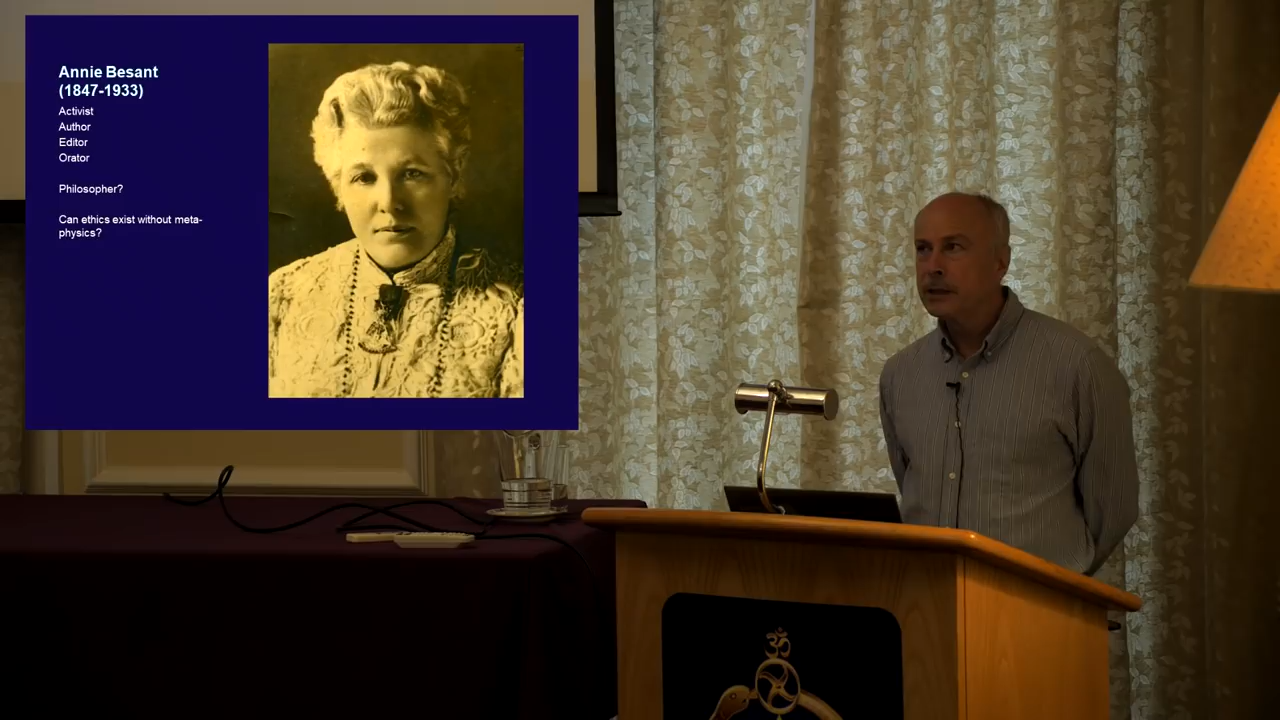 Annie Besant
(1847-1933)
Activist
Author
Editor
Orator
Philosopher?
Can ethics exist without meta-
physics?
ॐ